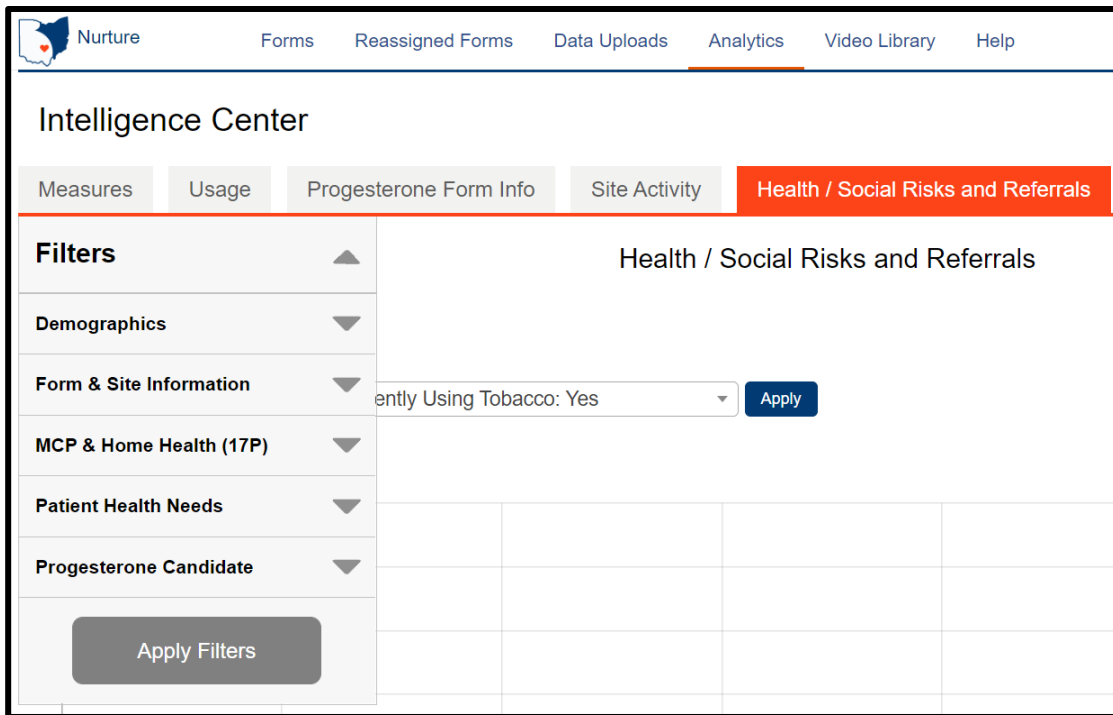 Nurture Forms Reassigned Forms Data Uploads Analytics Video Library Help
Intelligence Center
Measures Usage Progesterone Form Info Site Activity Health / Social Risks and Referrals
Filters
Health / Social Risks and Referrals
Demographics
Form & Site Information
ently Using Tobacco: Yes Apply
MCP & Home Health (17P)
Patient Health Needs
Progesterone Candidate
Apply Filters